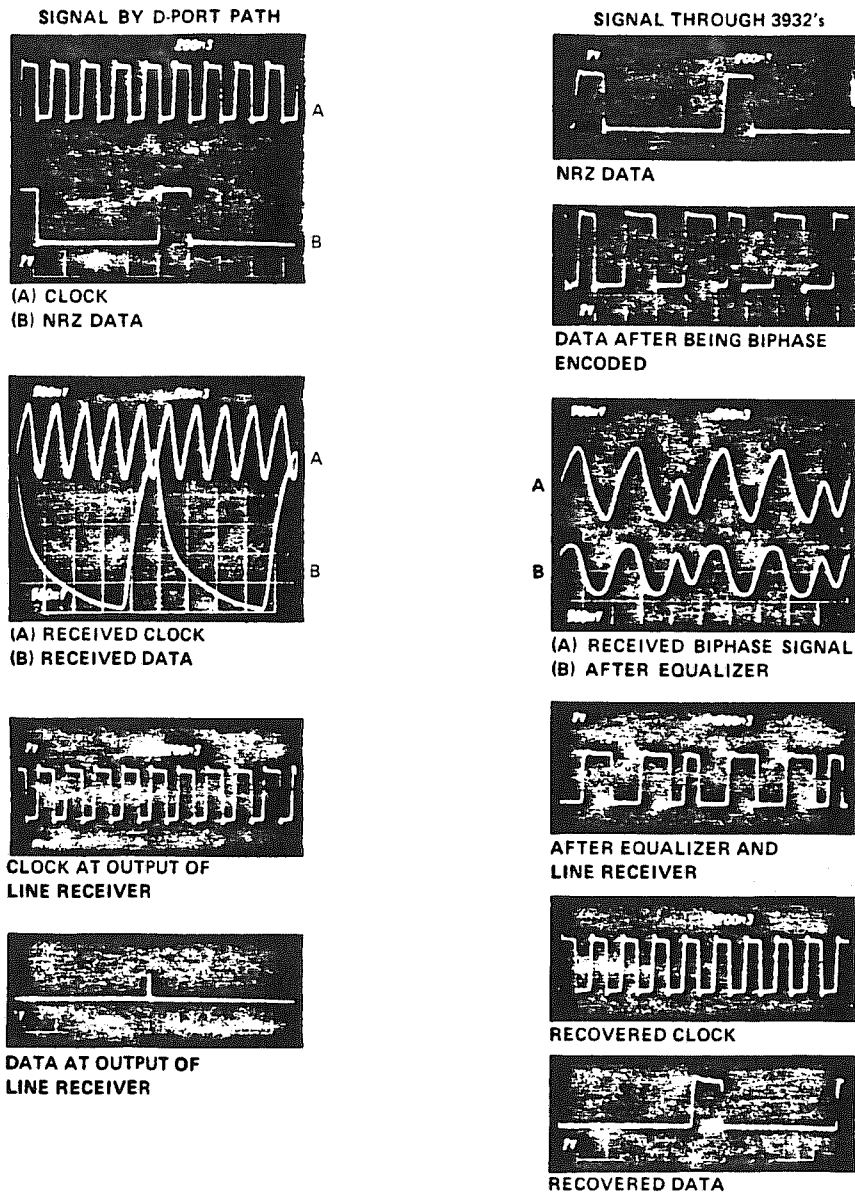 SIGNAL BY D-PORT PATH
200nS
A
B
1V
(A) CLOCK
(B) NRZ DATA
A
B
(A) RECEIVED CLOCK
(B) RECEIVED DATA
CLOCK AT OUTPUT OF
LINE RECEIVER
DATA AT OUTPUT OF
LINE RECEIVER
SIGNAL THROUGH 3932's
NRZ DATA
DATA AFTER BEING BIPHASE
ENCODED
A
B
(A) RECEIVED BIPHASE SIGNAL
(B) AFTER EQUALIZER
AFTER EQUALIZER AND
LINE RECEIVER
RECOVERED CLOCK
RECOVERED DATA